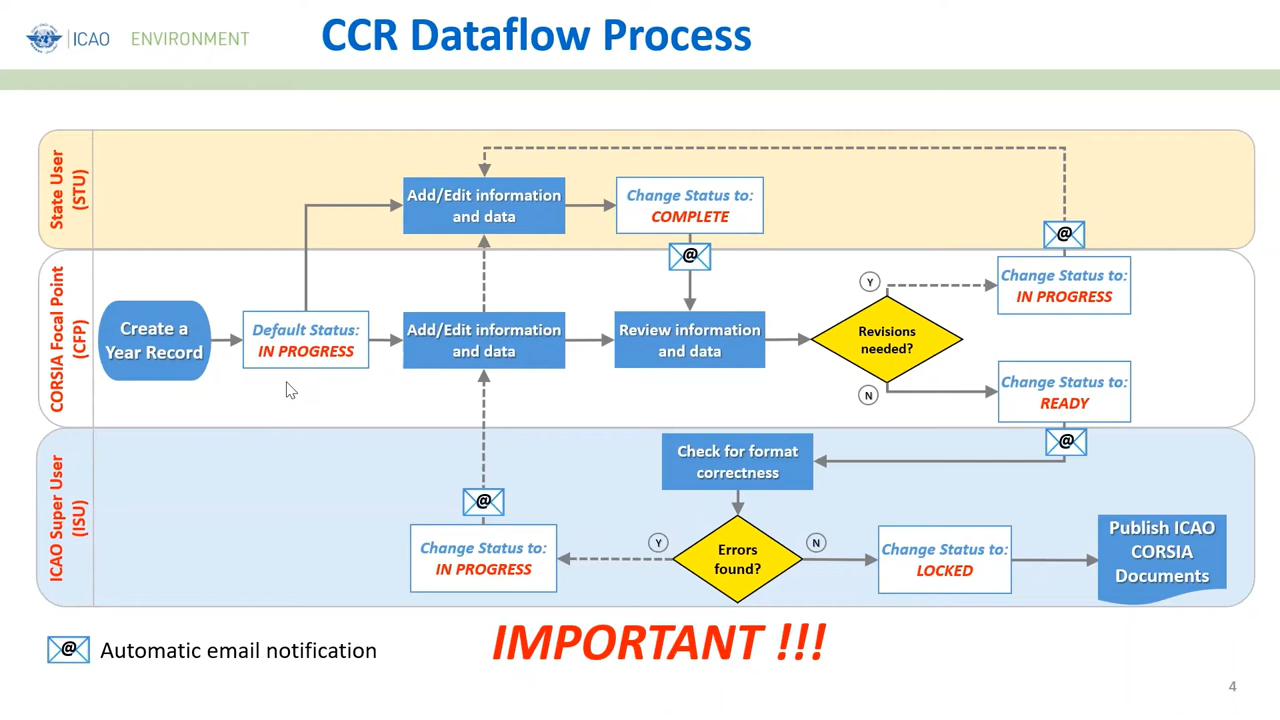 ICAO ENVIRONMENT
CCR Dataflow Process
State User
(STU)
Add/Edit information
and data
Change Status to:
COMPLETE
@
@
CORSIA Focal Point
(CFP)
Create a
Year Record
Default Status:
IN PROGRESS
Add/Edit information
and data
Review information
and data
Revisions
needed?
Y
N
Change Status to:
IN PROGRESS
Change Status to:
READY
@
ICAO Super User
(ISU)
Check for format
correctness
@
Change Status to:
IN PROGRESS
Y
Errors
found?
N
Change Status to:
LOCKED
Publish ICAO
CORSIA
Documents
@ Automatic email notification
IMPORTANT !!!
4